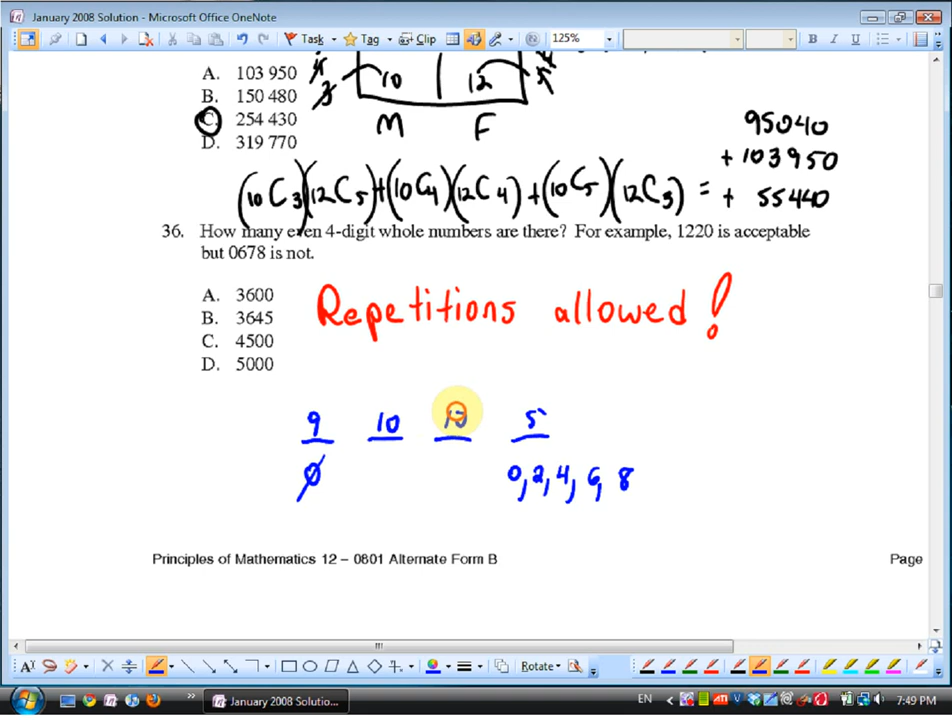 January 2008 Solution - Microsoft Office OneNote
Task Tag Clip 125% B I U
A. 103 950
B. 150 480
C. 254 430
D. 319 770
10 12 5
M F
95040
+ 103950
(10C3)(12C5)+(10C4)(12C4)+(10C5)(12C3) = + 55440
36. How many even 4-digit whole numbers are there? For example, 1220 is acceptable
but 0678 is not.
A. 3600
B. 3645
C. 4500
D. 5000
Repetitions allowed!
9 10 10 5
0 0, 2, 4, 6, 8
Principles of Mathematics 12 – 0801 Alternate Form B Page
Rotate
January 2008 Solutio... EN 7:49 PM